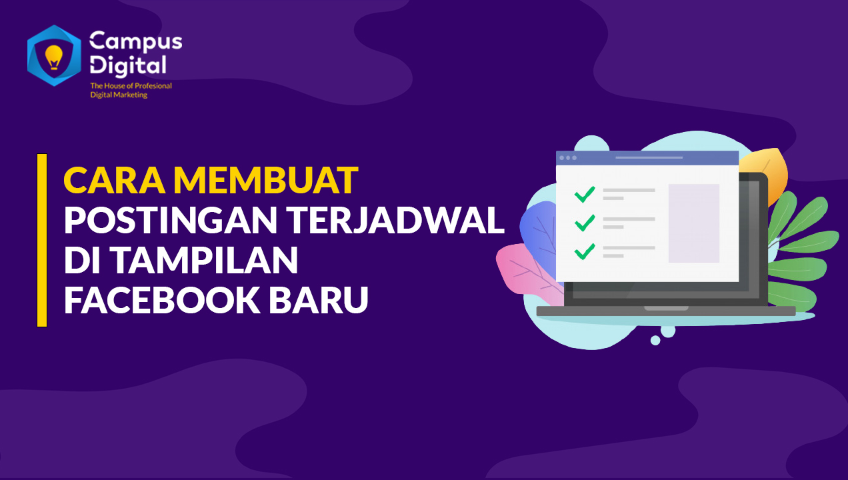 Campus
Digital
The House of Profesional
Digital Marketing
CARA MEMBUAT
POSTINGAN TERJADWAL
DI TAMPILAN
FACEBOOK BARU